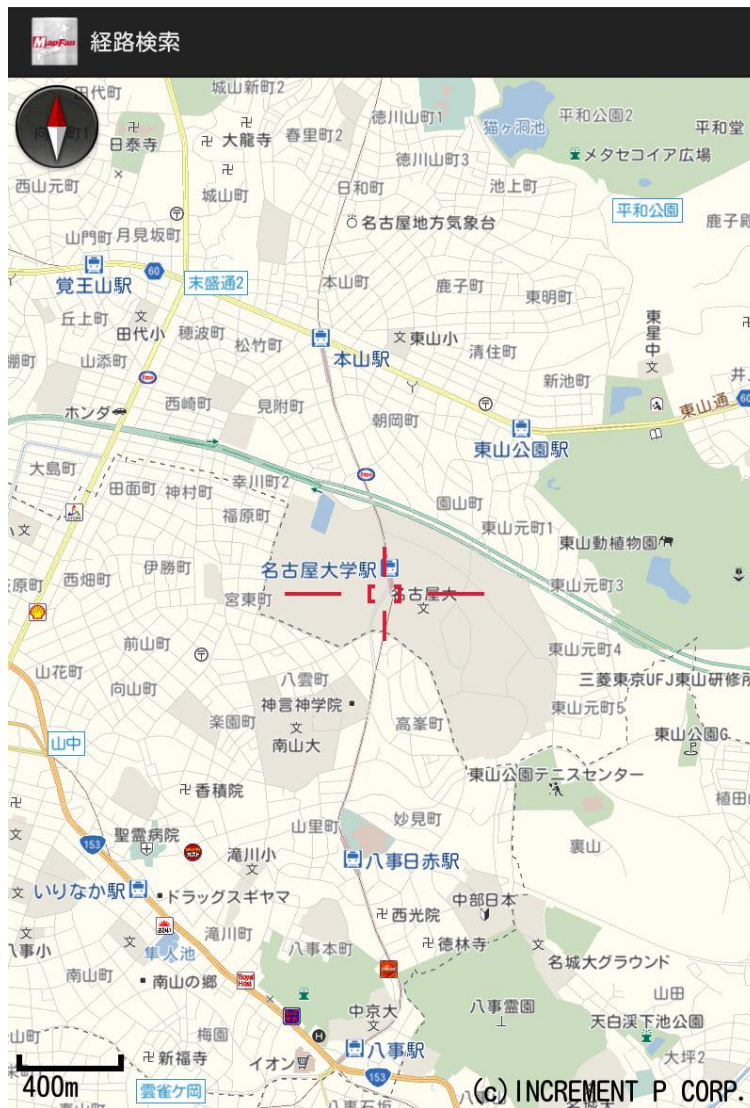 MapFan
経路検索
田代町
城山新町2
徳川山町1
平和公園2
猫ヶ洞池
平和堂
日泰寺
大龍寺
春里町2
メタセコイア広場
徳川山町3
西山元町
城山町
日和町
池上町
平和公園
名古屋地方気象台
鹿子殿
山門町
月見坂町
覚王山駅
60
末盛通2
本山町
鹿子町
東明町
丘上町
田代小
穂波町
松竹町
本山駅
東山小
清住町
東星中
棚町
山添町
新池町
井ノ
ホンダ
西崎町
見附町
朝岡町
東山通
60
東山公園駅
大島町
田面町
神村町
幸川町2
園山町
福原町
東山元町1
東山動植物園
伊勝町
名古屋大学駅
西畑町
宮東町
名古屋大
東山元町3
前山町
東山元町4
山花町
向山町
八雲町
三菱東京UFJ東山研修所
神言神学院
楽園町
南山大
高峯町
東山元町5
東山公園G
山中
東山公園テニスセンター
香積院
植田山
山里町
妙見町
裏山
153
聖霊病院
滝川小
八事日赤駅
いりなか駅
ドラッグスギヤマ
中部日本
西光院
滝川町
八事小
隼人池
八事本町
徳林寺
名城大グラウンド
南山町
南山の郷
Royal Host
山田
中京大
八事霊園
天白渓下池公園
梅園
新福寺
イオン
八事駅
大坪2
400m
雲雀ケ岡
153
八事石坂
(c) INCREMENT P CORP.